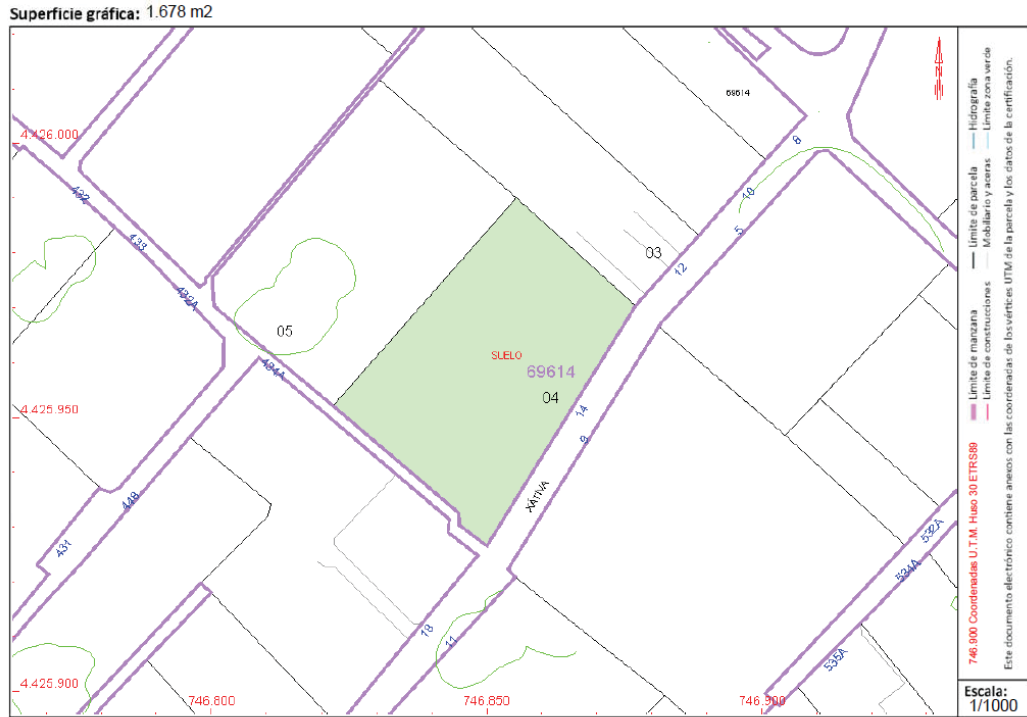 Superficie gráfica: 1.678 m2
69614
4.426.000
8
437
10
433
5
03
12
432A
05
SUELO
434A
69614
04
4.425.950
14
9
XÀTIVA
448
431
532A
534A
18
11
535A
4.425.900
746.800
746.850
746.900
N
Hidrografía
Límite zona verde
Límite de parcela
Mobiliario y aceras
Límite de manzana
Límite de construcciones
746.900 Coordenadas U.T.M. Huso 30 ETRS89
Este documento electrónico contiene anexos con las coordenadas de los vértices UTM de la parcela y los datos de la certificación.
Escala:
1/1000